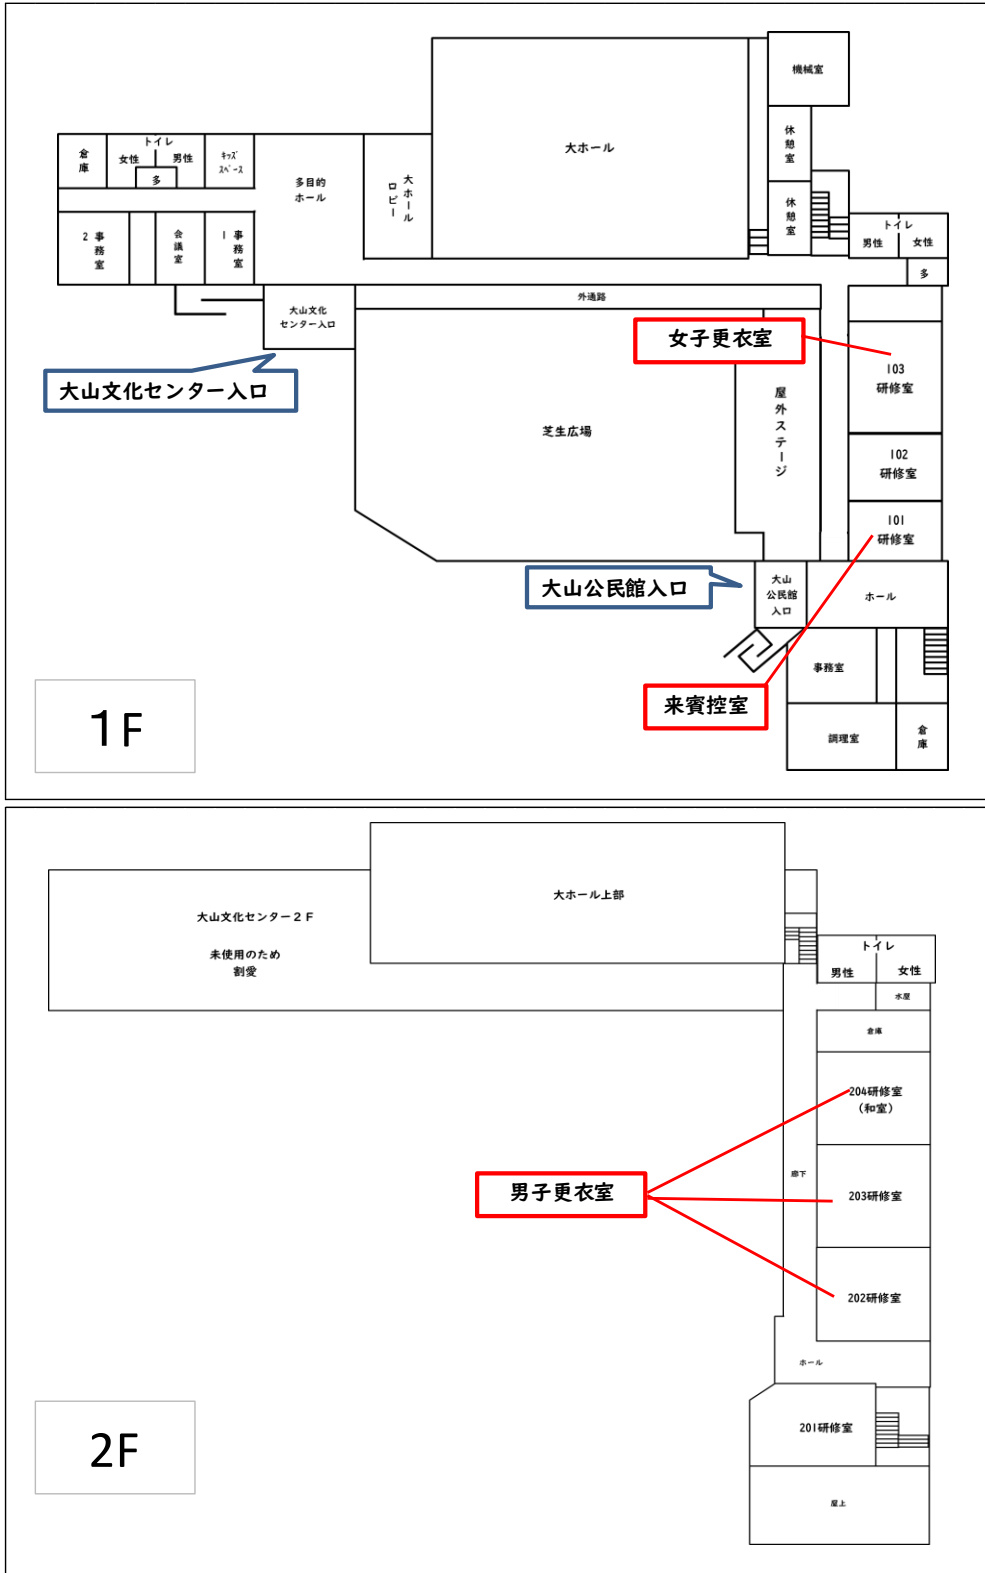 機械室
大ホール
休憩室
倉庫
トイレ
女性
男性
多
キッズ
スペース
多目的
ホール
大ホール
ロビー
休憩室
トイレ
男性
女性
多
事務室
2
会議室
事務室
1
外通路
大山文化
センター入口
女子更衣室
大山文化センター入口
103
研修室
屋外ステージ
芝生広場
102
研修室
101
研修室
大山公民館入口
大山
公民館
入口
ホール
事務室
来賓控室
調理室
倉庫
1F
大ホール上部
大山文化センター2F
未使用のため
割愛
トイレ
男性
女性
水屋
倉庫
204研修室
(和室)
廊下
男子更衣室
203研修室
202研修室
ホール
201研修室
2F
屋上